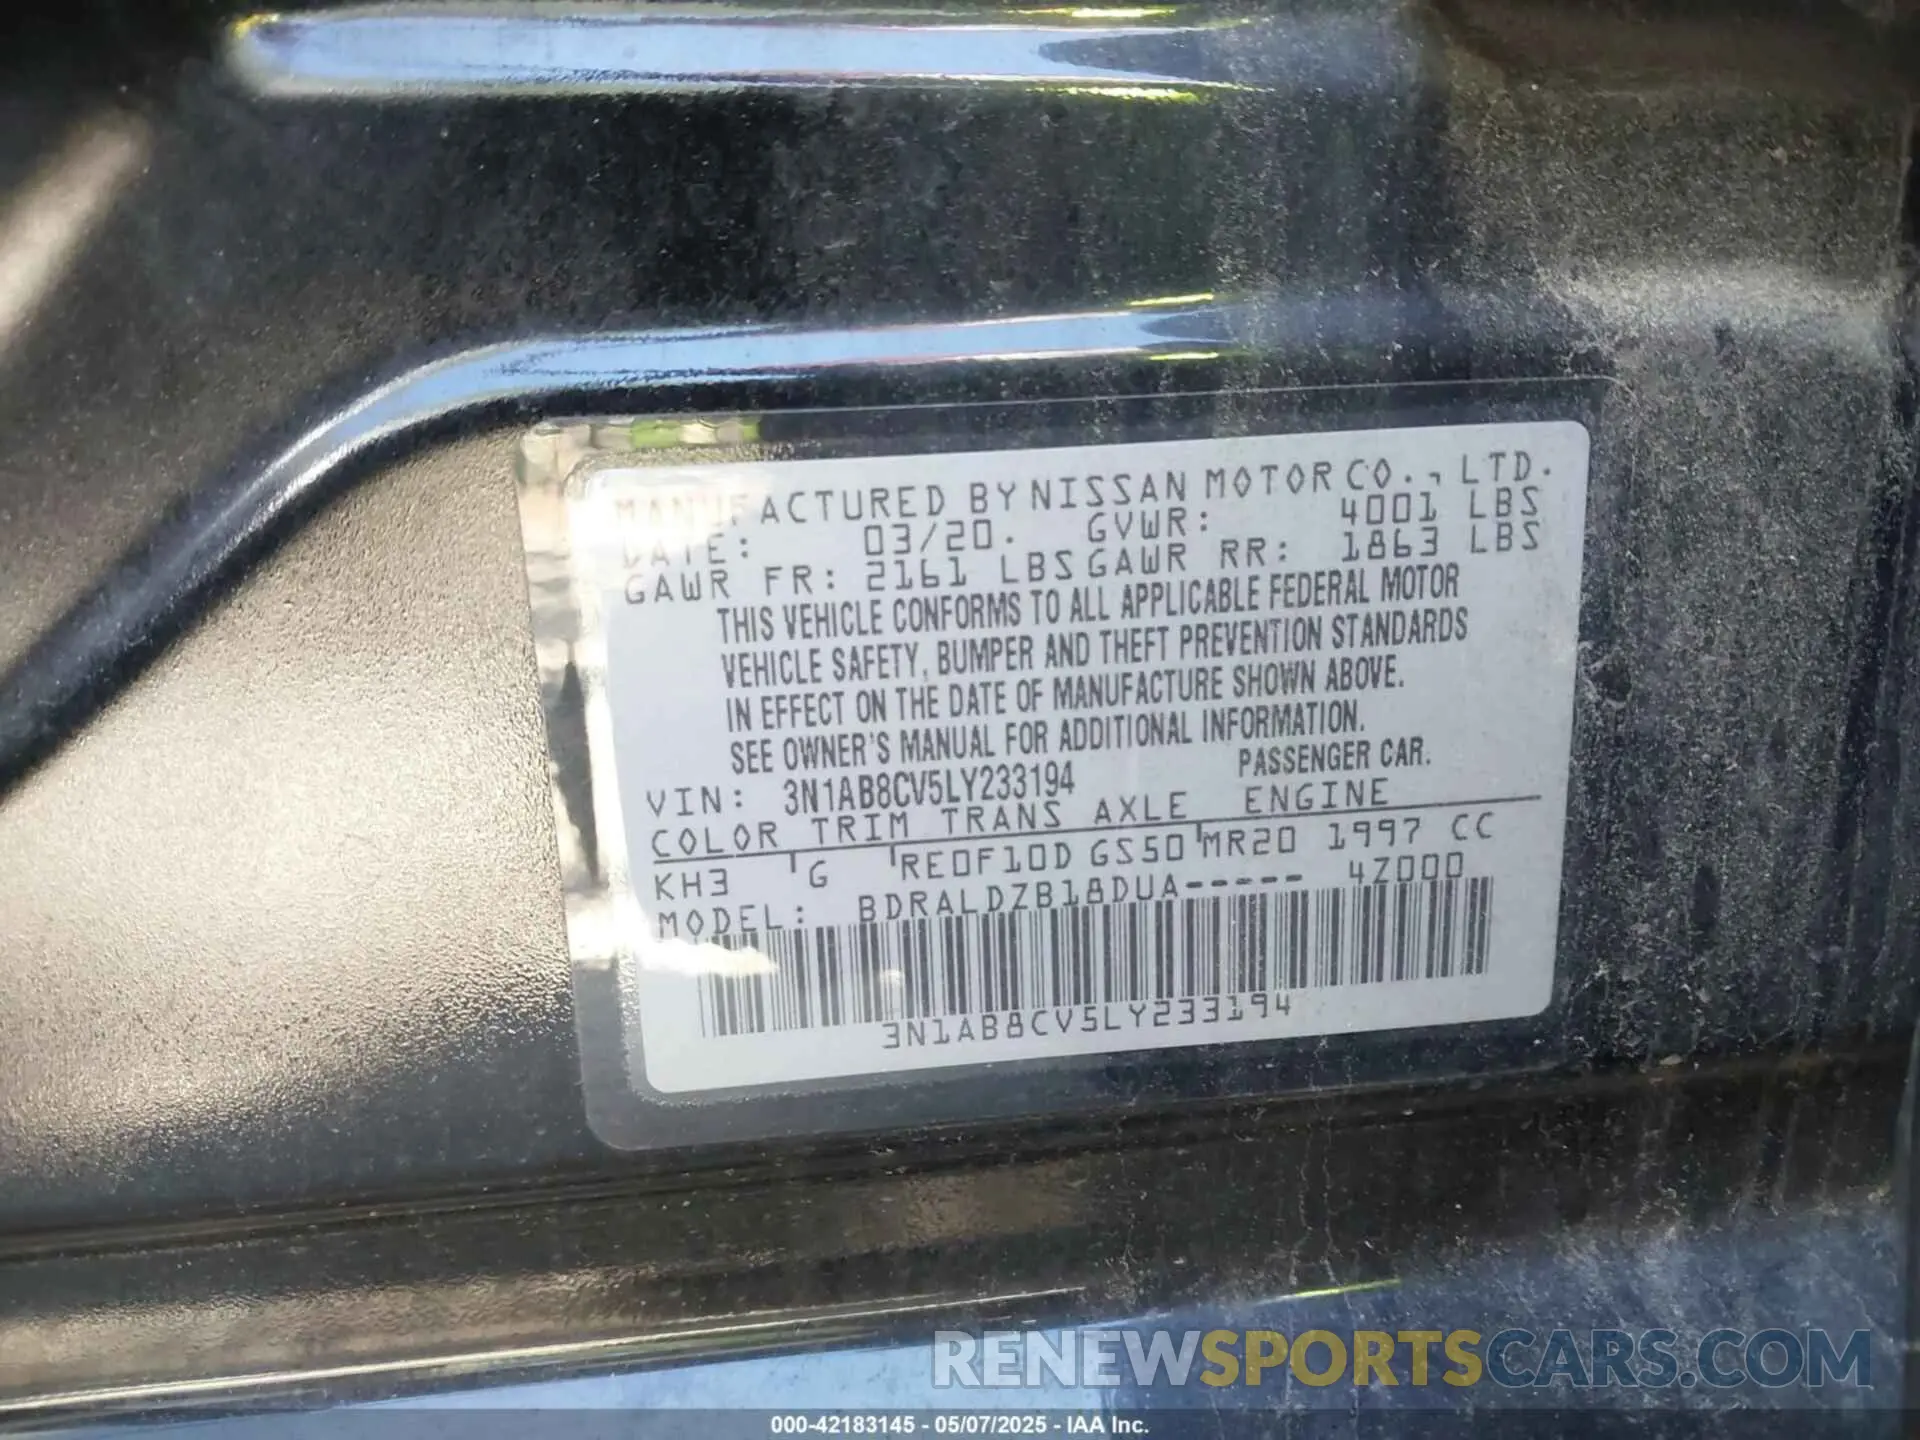 MANUFACTURED BY NISSAN MOTOR CO., LTD.
DATE: 03/20. GVWR: 4001 LBS
GAWR FR: 2161 LBS GAWR RR: 1863 LBS
THIS VEHICLE CONFORMS TO ALL APPLICABLE FEDERAL MOTOR
VEHICLE SAFETY, BUMPER AND THEFT PREVENTION STANDARDS
IN EFFECT ON THE DATE OF MANUFACTURE SHOWN ABOVE.
SEE OWNER'S MANUAL FOR ADDITIONAL INFORMATION.
VIN: 3N1AB8CV5LY233194 PASSENGER CAR.
COLOR TRIM TRANS AXLE ENGINE
KH3 G RE0F10D GS50 MR20 1997 CC
MODEL: BDRALDZB18DUA----- 4Z000
3N1AB8CV5LY233194
RENEWSPORTSCARS.COM
000-42183145 - 05/07/2025 - IAA Inc.